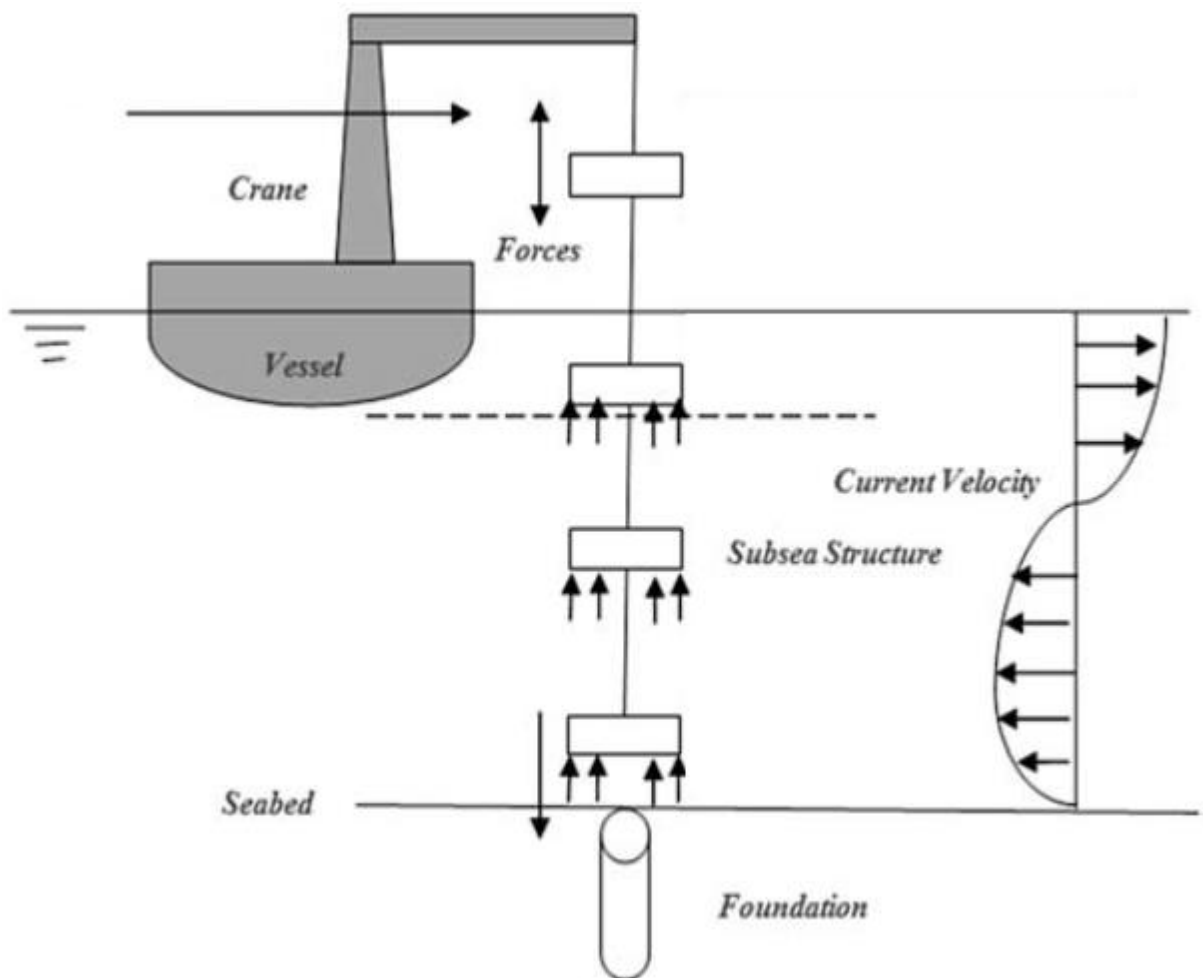 Crane
Forces
Vessel
Current Velocity
Subsea Structure
Seabed
Foundation